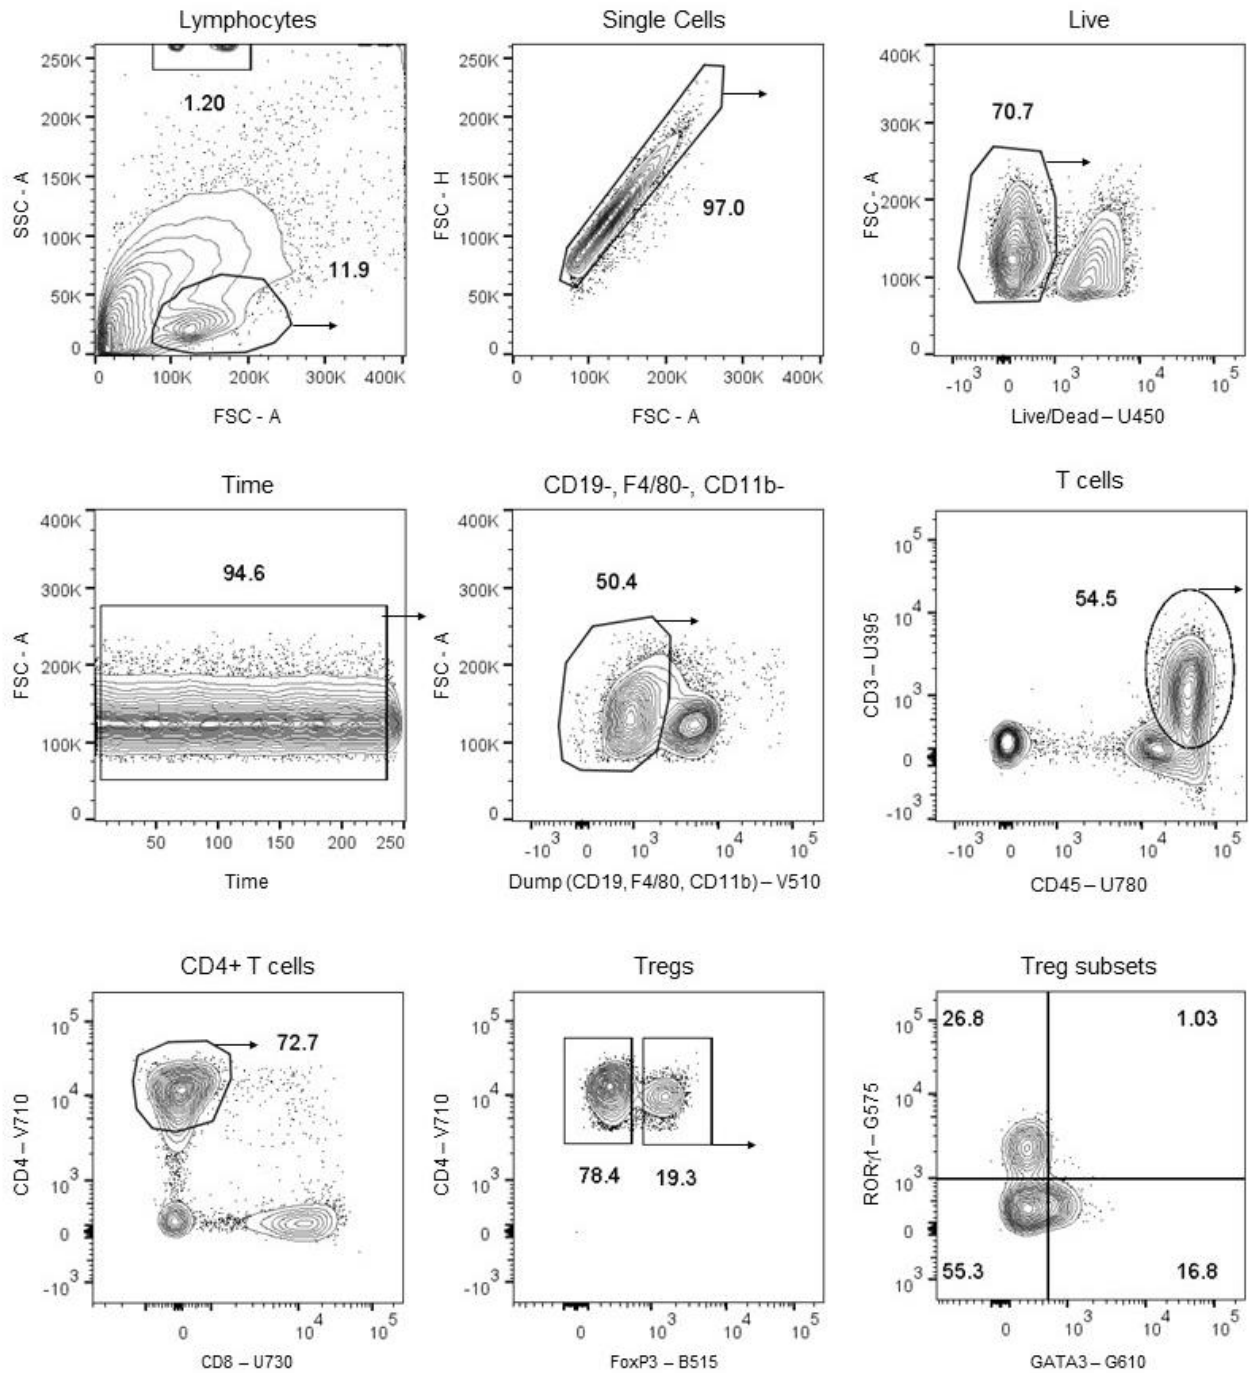 Lymphocytes
250K
200K
150K
100K
50K
0
SSC - A
1.20
11.9
0 100K 200K 300K 400K
FSC - A
Single Cells
250K
200K
150K
100K
50K
0
FSC - H
97.0
0 100K 200K 300K 400K
FSC - A
Live
400K
300K
200K
100K
0
FSC - A
70.7
-10 3 0 10 3 10 4 10 5
Live/Dead – U450
Time
400K
300K
200K
100K
0
FSC - A
94.6
50 100 150 200 250
Time
CD19-, F4/80-, CD11b-
400K
300K
200K
100K
0
FSC - A
50.4
-10 3 0 10 3 10 4 10 5
Dump (CD19, F4/80, CD11b) – V510
T cells
10 5
10 4
10 3
0
-10 3
CD3 – U395
54.5
-10 3 0 10 3 10 4 10 5
CD45 – U780
CD4+ T cells
10 5
10 4
10 3
0
-10 3
CD4 – V710
72.7
0 10 4 10 5
CD8 – U730
Tregs
10 5
10 4
10 3
0
-10 3
CD4 – V710
78.4 19.3
0 10 3 10 4 10 5
FoxP3 – B515
Treg subsets
10 5
10 4
10 3
0
10 3
RORγt – G575
26.8 1.03
55.3 16.8
0 10 3 10 4 10 5
GATA3 – G610